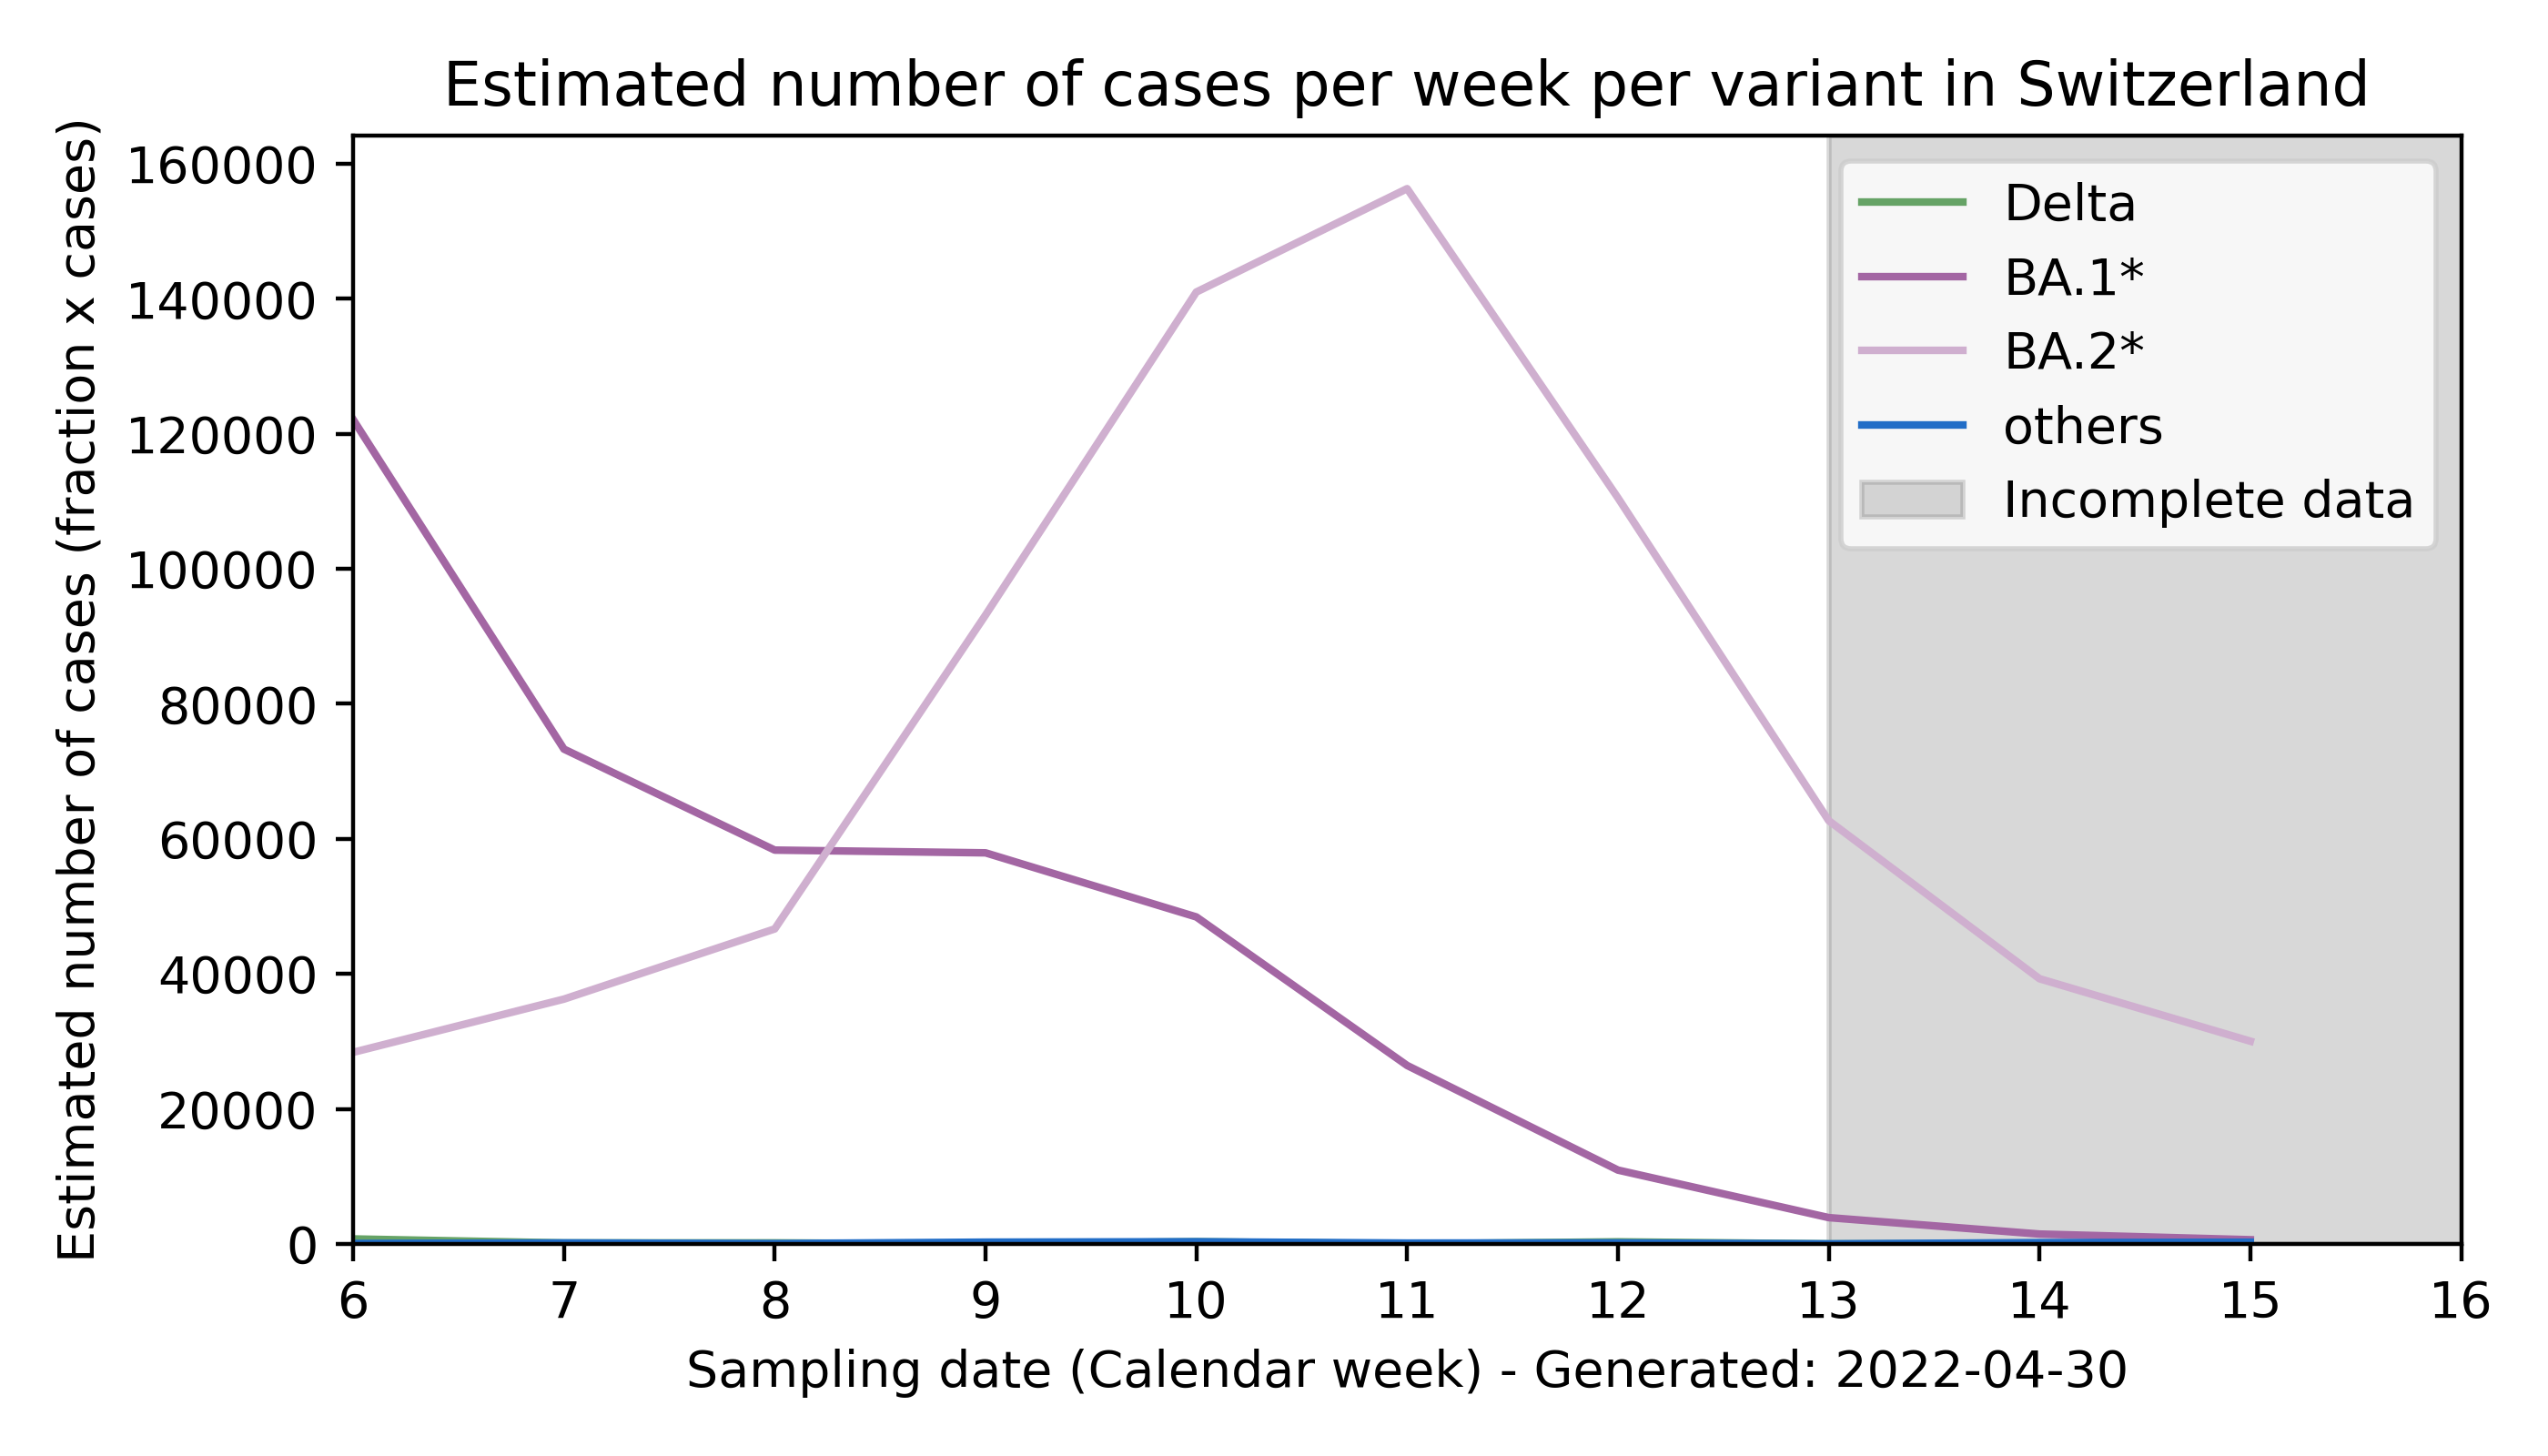 Estimated number of cases per week per variant in Switzerland
Estimated number of cases (fraction x cases)
160000
140000
120000
100000
80000
60000
40000
20000
0
Delta
BA.1*
BA.2*
others
Incomplete data
6 7 8 9 10 11 12 13 14 15 16
Sampling date (Calendar week) - Generated: 2022-04-30